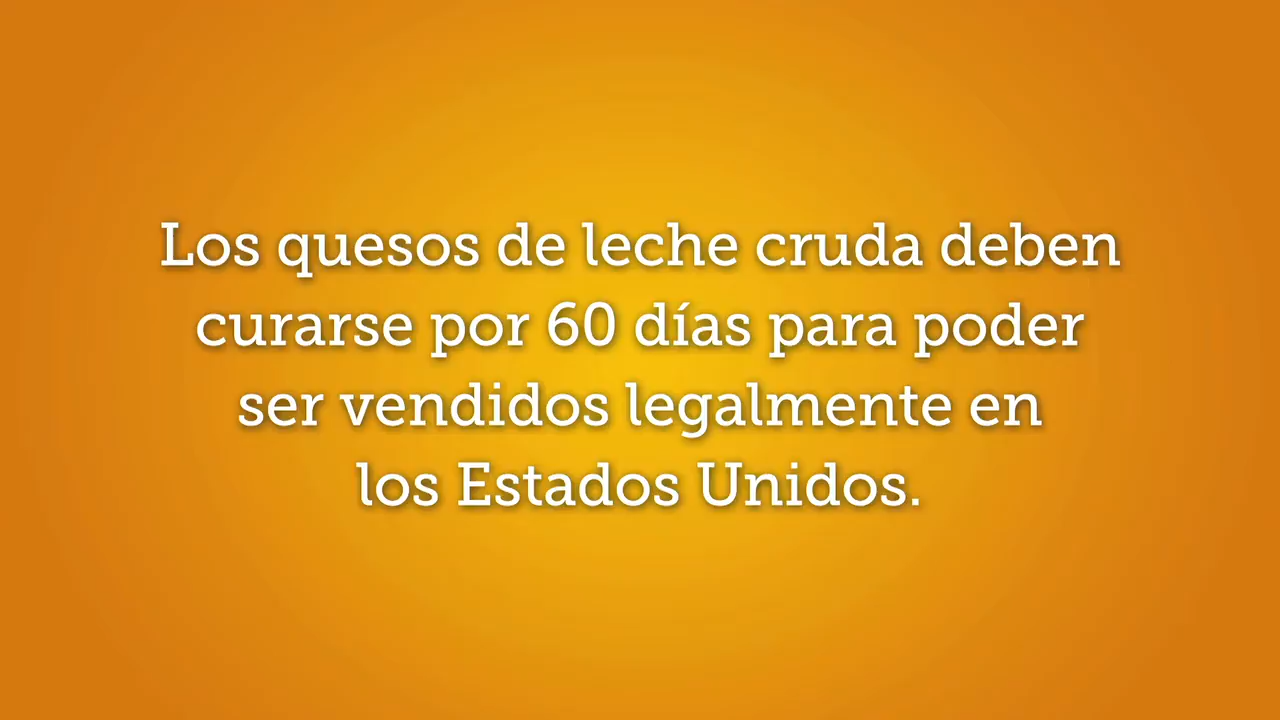 Los quesos de leche cruda deben
curarse por 60 días para poder
ser vendidos legalmente en
los Estados Unidos.